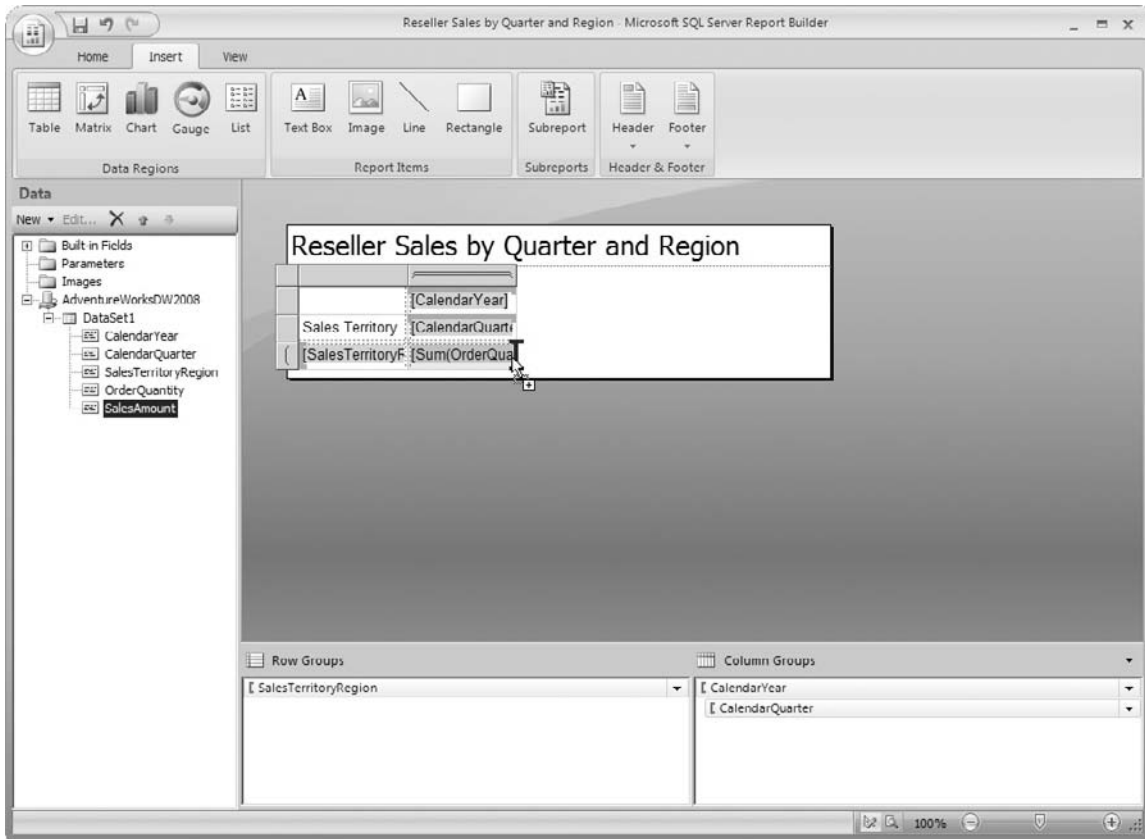 Reseller Sales by Quarter and Region - Microsoft SQL Server Report Builder
Home Insert View
Table Matrix Chart Gauge List Text Box Image Line Rectangle Subreport Header Footer
Data Regions Report Items Subreports Header & Footer
Data
New Edit...
Built-in Fields
Parameters
Images
AdventureWorksDW2008
DataSet1
CalendarYear
CalendarQuarter
SalesTerritoryRegion
OrderQuantity
SalesAmount
Reseller Sales by Quarter and Region
[CalendarYear]
Sales Territory [CalendarQuarte
[SalesTerritoryR [Sum(OrderQua
Row Groups
[ SalesTerritoryRegion
Column Groups
[ CalendarYear
[ CalendarQuarter
100%